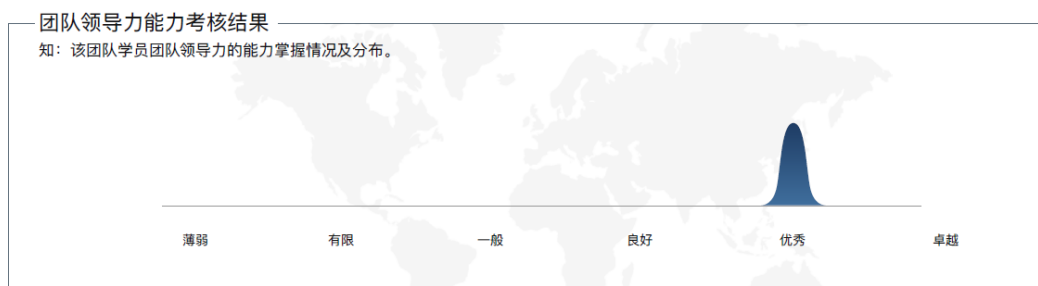 团队领导力能力考核结果
知：该团队学员团队领导力的能力掌握情况及分布。
薄弱 有限 一般 良好 优秀 卓越